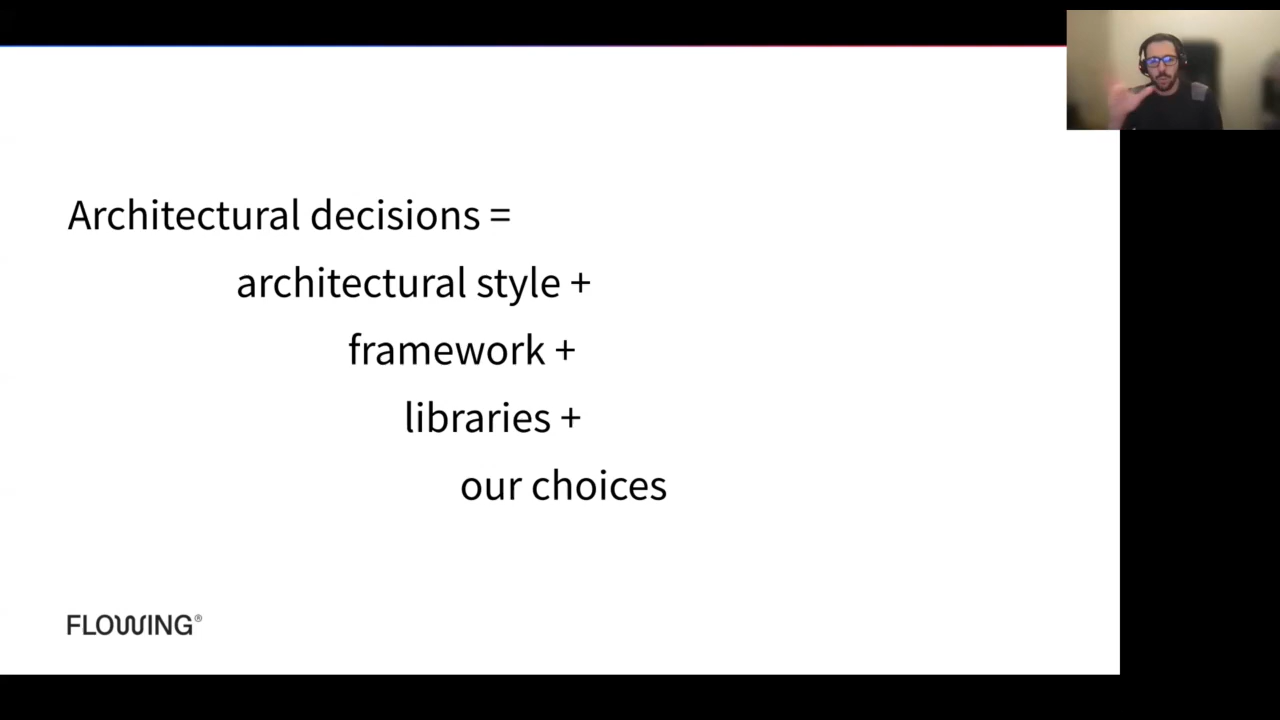 Architectural decisions =
architectural style +
framework +
libraries +
our choices
FLOWING®